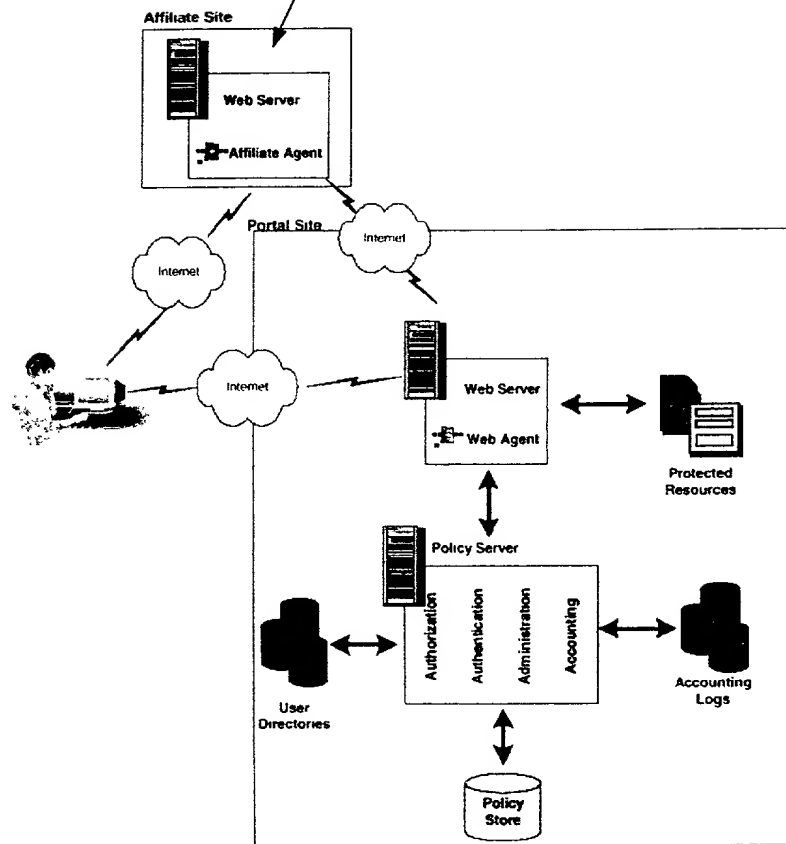 Affiliate Site
Web Server
Affiliate Agent
Portal Site
Internet
Internet
Internet
Web Server
Web Agent
Protected
Resources
Policy Server
Authorization
Authentication
Administration
Accounting
User
Directories
Accounting
Logs
Policy
Store